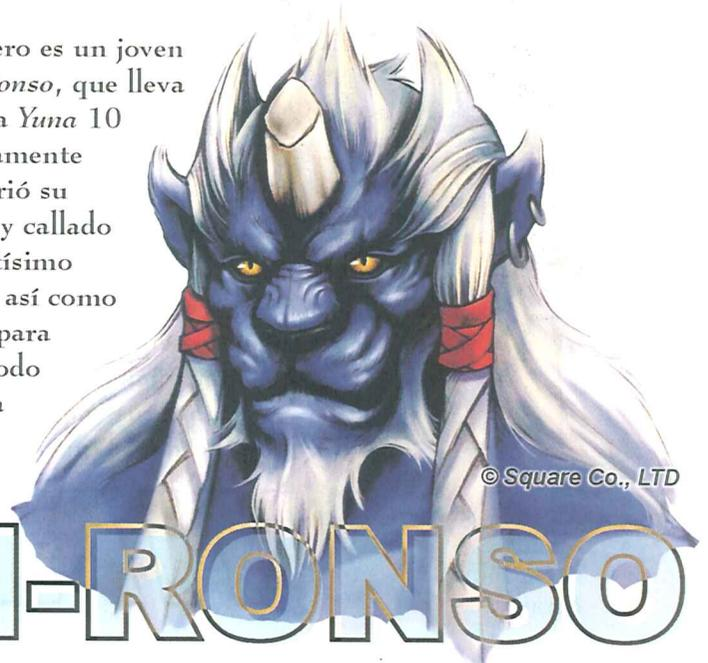 ero es un joven
onso, que lleva
a Yuna 10
amente
rió su
y callado
tísimo
así como
para
odo
a
© Square Co., LTD
I-RONSO